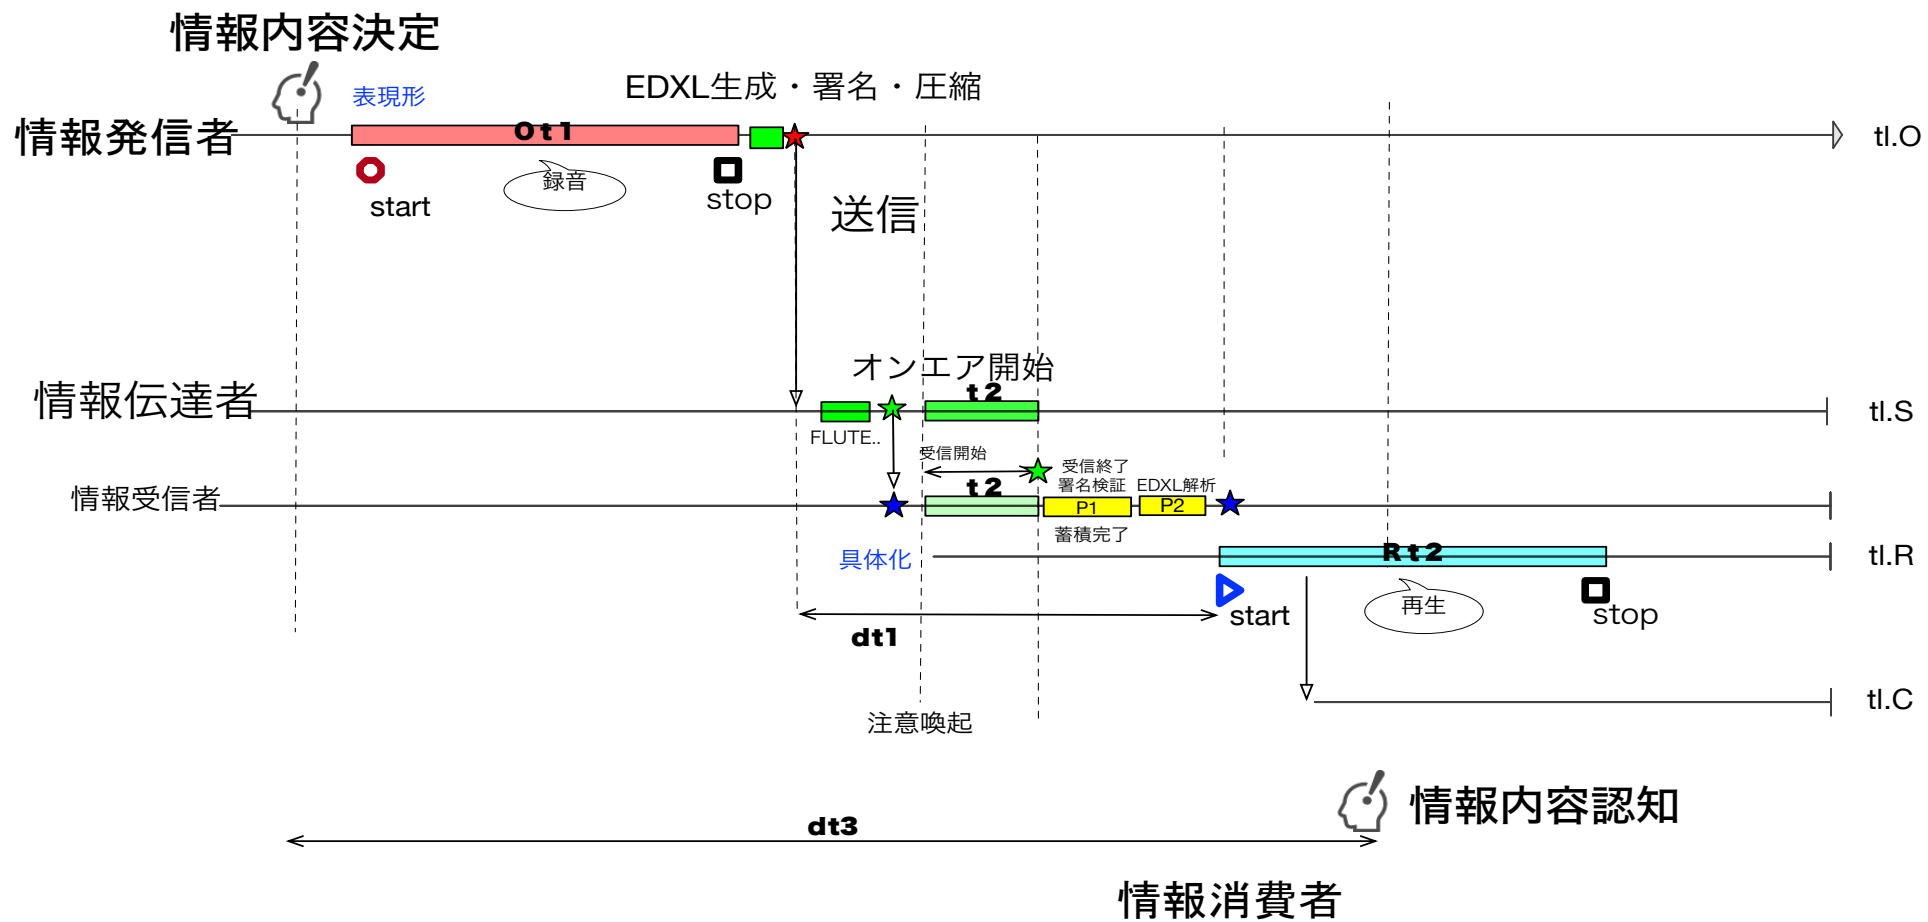 情報内容決定
表現形
EDXL生成・署名・圧縮
情報発信者
Ot1
tl.O
録音
start
stop
送信
オンエア開始
情報伝達者
t2
tl.S
FLUTE..
受信開始
受信終了
署名検証
EDXL解析
情報受信者
t2
P1
P2
蓄積完了
具体化
Rt2
tl.R
再生
start
stop
dt1
tl.C
注意喚起
情報内容認知
dt3
情報消費者